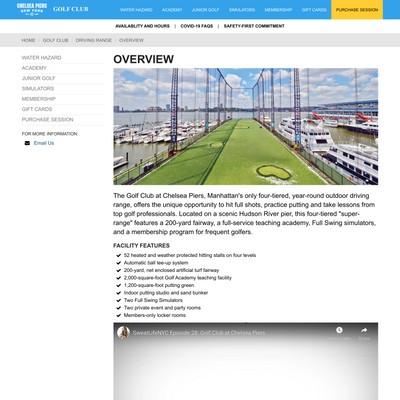 CHELSEA PIERS
NEW YORK
GOLF CLUB
WATER HAZARD ACADEMY JUNIOR GOLF SIMULATORS MEMBERSHIP GIFT CARDS PURCHASE SESSION
AVAILABILITY AND HOURS | COVID-19 FAQS | SAFETY-FIRST COMMITMENT
HOME / GOLF CLUB / DRIVING RANGE / OVERVIEW
WATER HAZARD
ACADEMY
JUNIOR GOLF
SIMULATORS
MEMBERSHIP
GIFT CARDS
PURCHASE SESSION
FOR MORE INFORMATION
Email Us
OVERVIEW
The Golf Club at Chelsea Piers, Manhattan's only four-tiered, year-round outdoor driving
range, offers the unique opportunity to hit full shots, practice putting and take lessons from
top golf professionals. Located on a scenic Hudson River pier, this four-tiered "super-
range" features a 200-yard fairway, a full-service teaching academy, Full Swing simulators,
and a membership program for frequent golfers.
FACILITY FEATURES
52 heated and weather protected hitting stalls on four levels
Automatic ball tee-up system
200-yard, net enclosed artificial turf fairway
2,000-square-foot Golf Academy teaching facility
1,200-square-foot putting green
Indoor putting studio and sand bunker
Two Full Swing Simulators
Two private event and party rooms
Members-only locker rooms
SweatLifeNYC Episode 28: Golf Club at Chelsea Piers
Watch later
Share